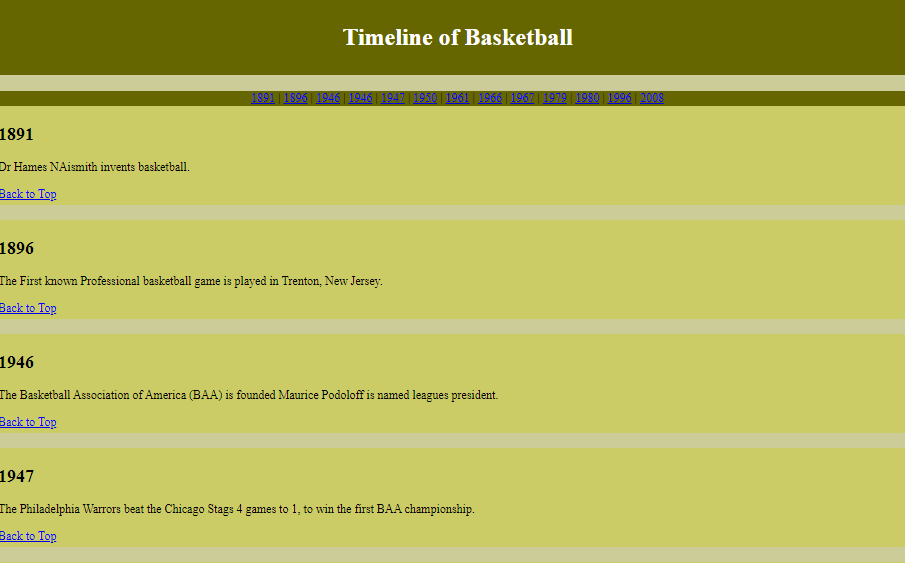 Timeline of Basketball
1891 | 1896 | 1946 | 1946 | 1947 | 1950 | 1961 | 1966 | 1967 | 1979 | 1980 | 1996 | 2008
1891
Dr Hames NAismith invents basketball.
Back to Top
1896
The First known Professional basketball game is played in Trenton, New Jersey.
Back to Top
1946
The Basketball Association of America (BAA) is founded Maurice Podoloff is named leagues president.
Back to Top
1947
The Philadelphia Warrors beat the Chicago Stags 4 games to 1, to win the first BAA championship.
Back to Top